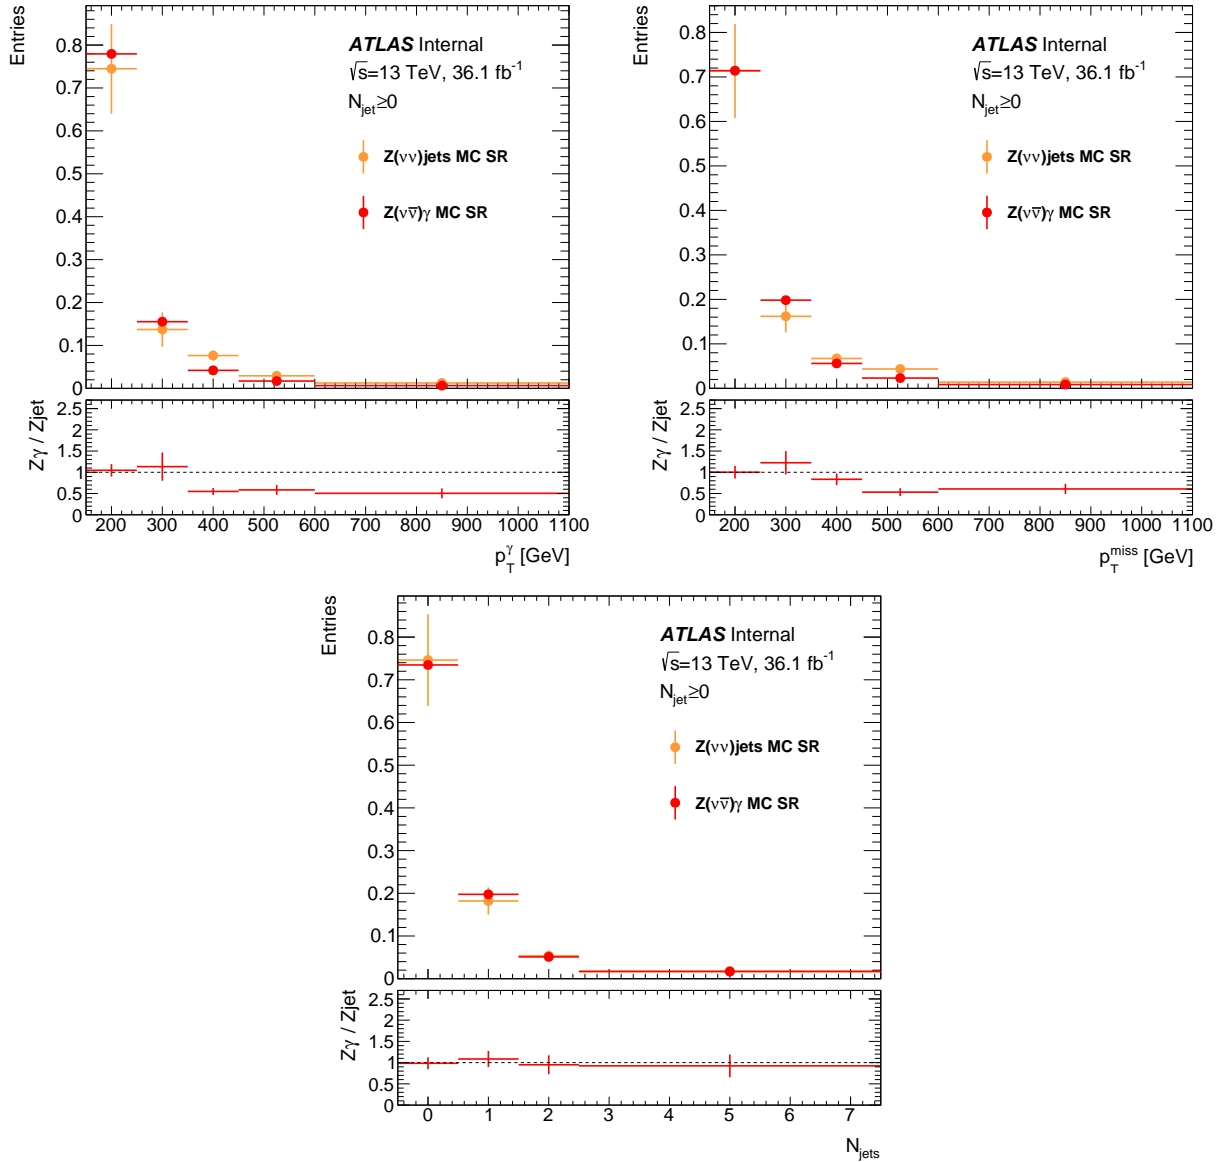 Entries
0.8
0.7
0.6
0.5
0.4
0.3
0.2
0.1
0
ATLAS Internal
√s=13 TeV, 36.1 fb⁻¹
N_jet≥0
Z(νν)jets MC SR
Z(νν̅)γ MC SR
Zγ / Zjet
2.5
2
1.5
1
0.5
0
200 300 400 500 600 700 800 900 1000 1100
p_T^γ [GeV]
Entries
0.8
0.7
0.6
0.5
0.4
0.3
0.2
0.1
0
ATLAS Internal
√s=13 TeV, 36.1 fb⁻¹
N_jet≥0
Z(νν)jets MC SR
Z(νν̅)γ MC SR
Zγ / Zjet
2.5
2
1.5
1
0.5
0
200 300 400 500 600 700 800 900 1000 1100
p_T^miss [GeV]
Entries
0.8
0.7
0.6
0.5
0.4
0.3
0.2
0.1
0
ATLAS Internal
√s=13 TeV, 36.1 fb⁻¹
N_jet≥0
Z(νν)jets MC SR
Z(νν̅)γ MC SR
Zγ / Zjet
2.5
2
1.5
1
0.5
0
0 1 2 3 4 5 6 7
N_jets